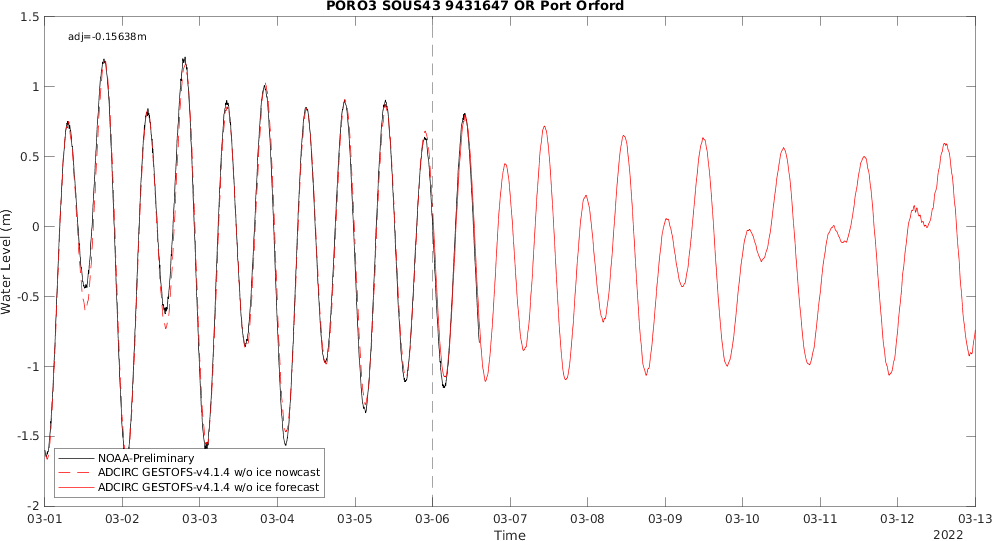 PORO3 SOUS43 9431647 OR Port Orford
adj=-0.15638m
1.5
1
0.5
0
-0.5
-1
-1.5
-2
Water Level (m)
NOAA-Preliminary
ADCIRC GESTOFS-v4.1.4 w/o ice nowcast
ADCIRC GESTOFS-v4.1.4 w/o ice forecast
03-01 03-02 03-03 03-04 03-05 03-06 03-07 03-08 03-09 03-10 03-11 03-12 03-13
Time
2022